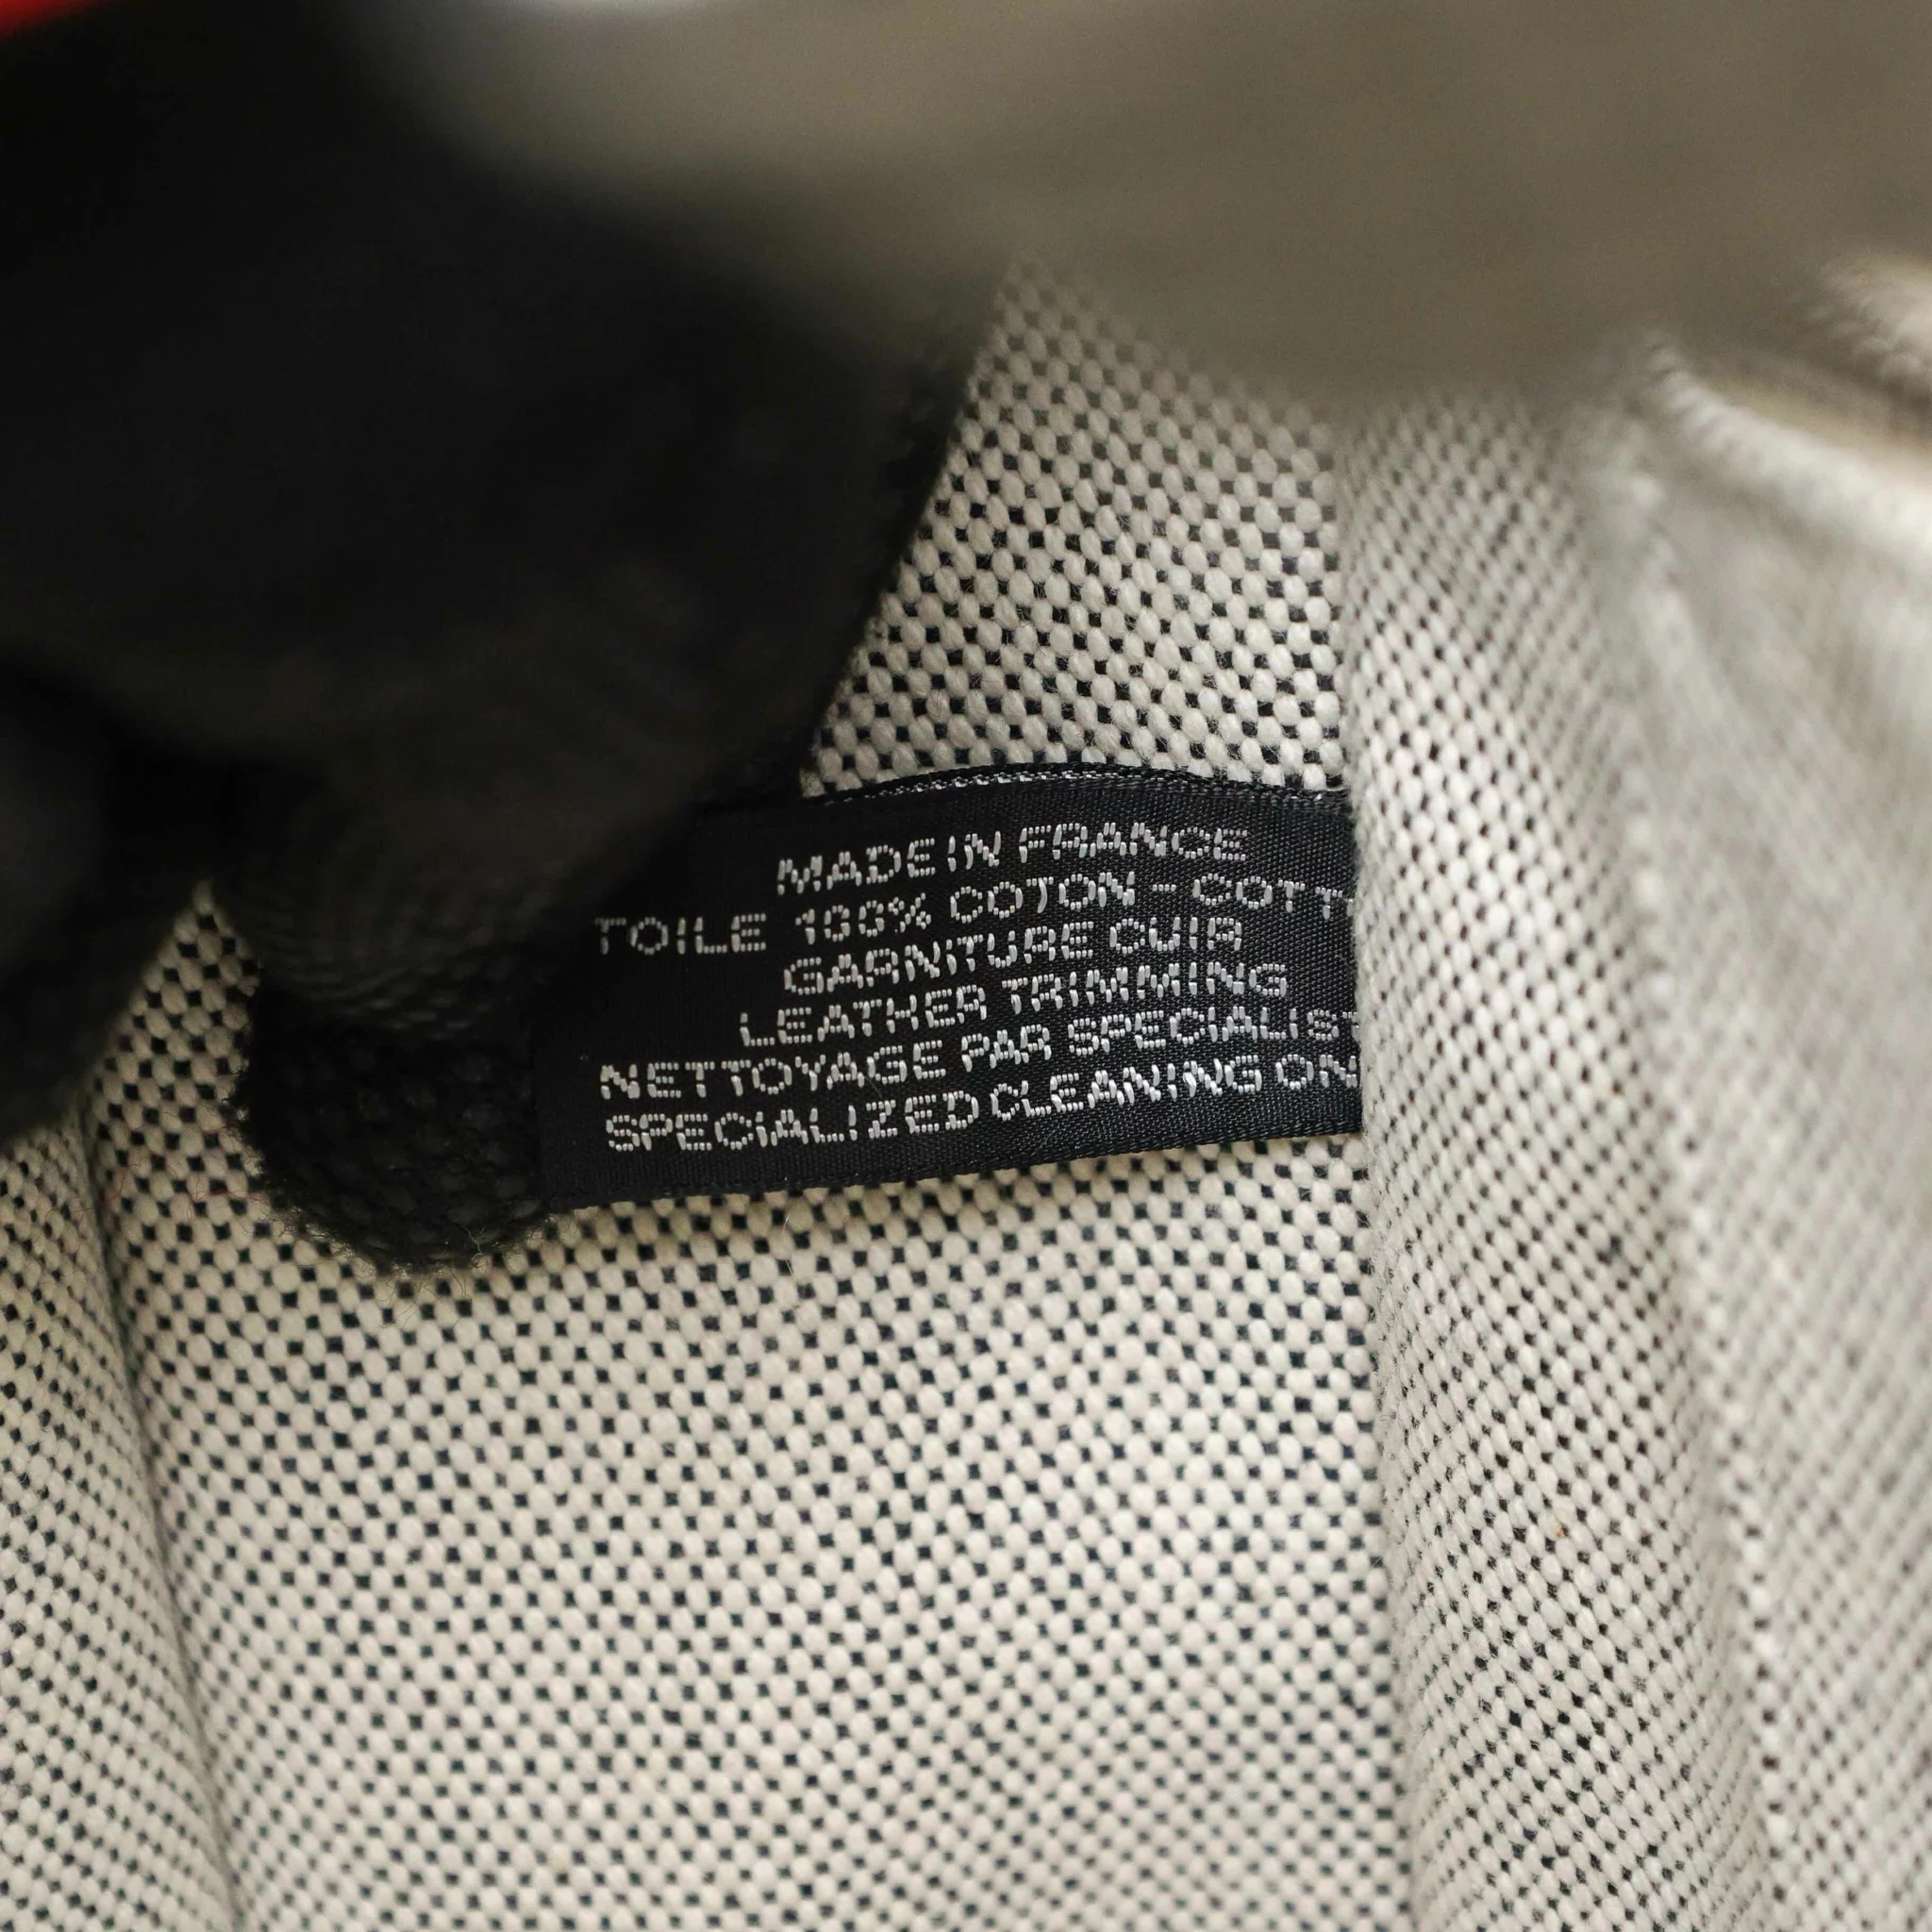 MADE IN FRANCE
TOILE 100% COTON - COTT
GARNITURE CUIR
LEATHER TRIMMING
NETTOYAGE PAR SPECIALIST
SPECIALIZED CLEANING ON